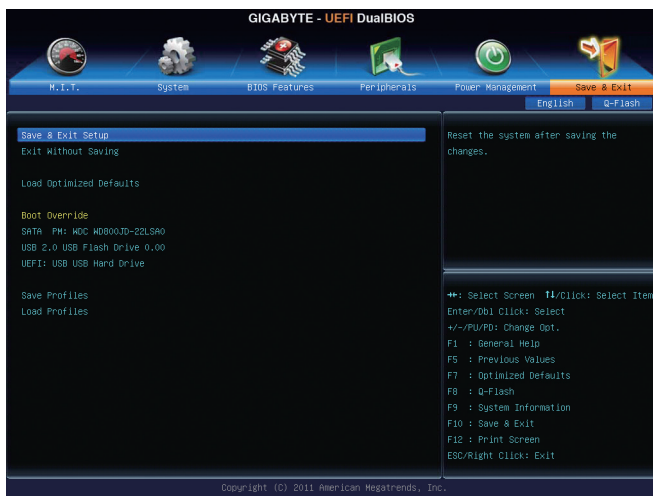 GIGABYTE - UEFI DualBIOS
M.I.T.
System
BIOS Features
Peripherals
Power Management
Save & Exit
English
Q-Flash
Save & Exit Setup
Exit Without Saving
Load Optimized Defaults
Boot Override
SATA PM: WDC WD800JD-22LSA0
USB 2.0 USB Flash Drive 0.00
UEFI: USB USB Hard Drive
Save Profiles
Load Profiles
Reset the system after saving the
changes.
→←: Select Screen ↑↓/Click: Select Item
Enter/Dbl Click: Select
+/-/PU/PD: Change Opt.
F1 : General Help
F5 : Previous Values
F7 : Optimized Defaults
F8 : Q-Flash
F9 : System Information
F10 : Save & Exit
F12 : Print Screen
ESC/Right Click: Exit
Copyright (C) 2011 American Megatrends, Inc.